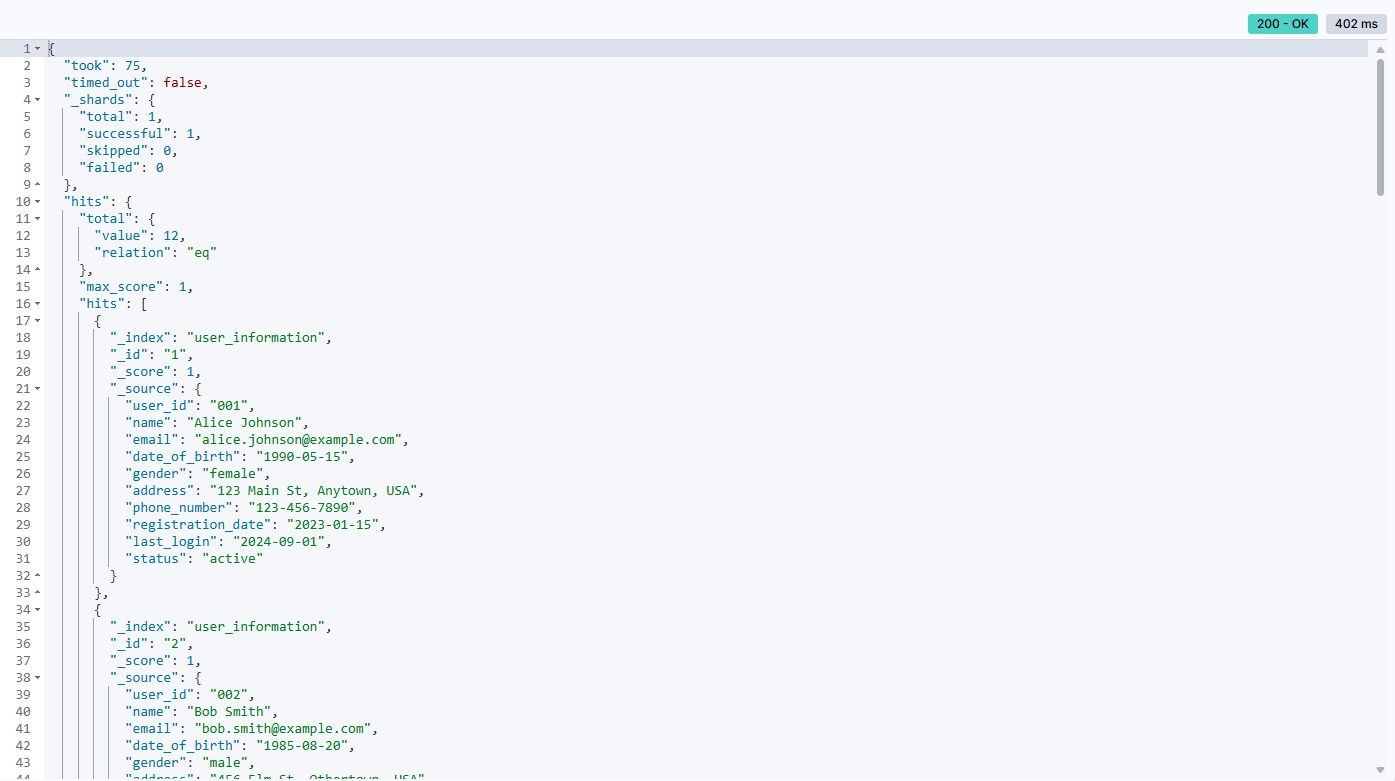 200 - OK 402 ms
1 {
2 "took": 75,
3 "timed_out": false,
4 "_shards": {
5 "total": 1,
6 "successful": 1,
7 "skipped": 0,
8 "failed": 0
9 },
10 "hits": {
11 "total": {
12 "value": 12,
13 "relation": "eq"
14 },
15 "max_score": 1,
16 "hits": [
17 {
18 "_index": "user_information",
19 "_id": "1",
20 "_score": 1,
21 "_source": {
22 "user_id": "001",
23 "name": "Alice Johnson",
24 "email": "alice.johnson@example.com",
25 "date_of_birth": "1990-05-15",
26 "gender": "female",
27 "address": "123 Main St, Anytown, USA",
28 "phone_number": "123-456-7890",
29 "registration_date": "2023-01-15",
30 "last_login": "2024-09-01",
31 "status": "active"
32 }
33 },
34 {
35 "_index": "user_information",
36 "_id": "2",
37 "_score": 1,
38 "_source": {
39 "user_id": "002",
40 "name": "Bob Smith",
41 "email": "bob.smith@example.com",
42 "date_of_birth": "1985-08-20",
43 "gender": "male",
44 "address": "456 Elm St, Othertown, USA",